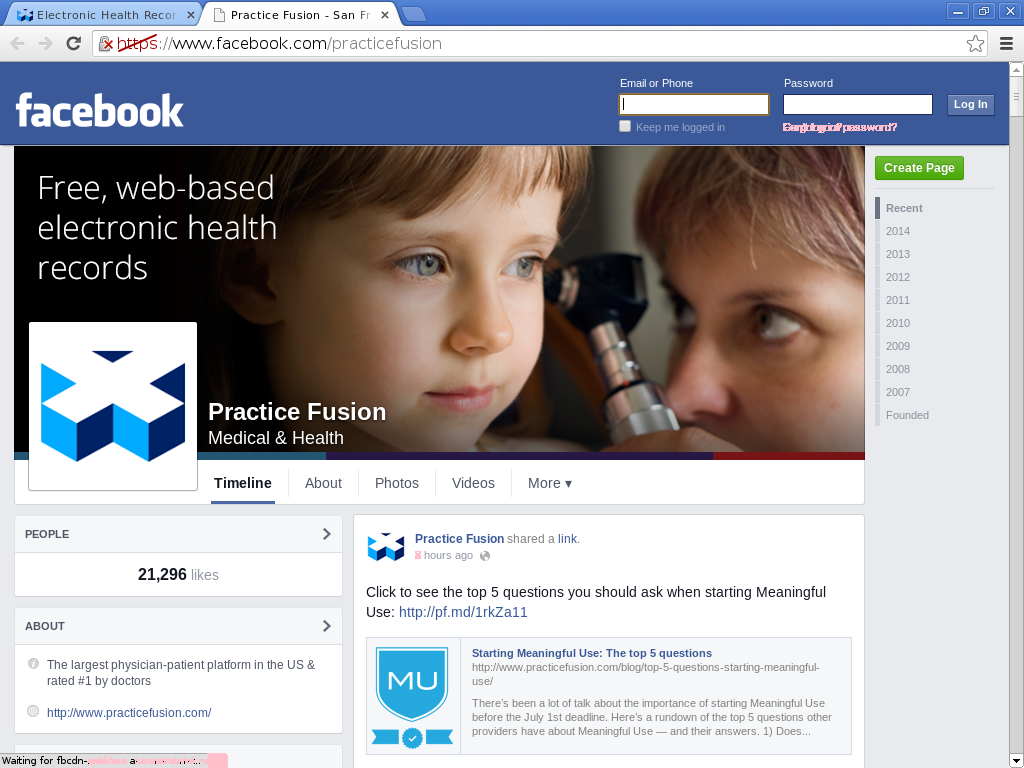 Electronic Health Recor
Practice Fusion - San Fr
https://www.facebook.com/practicefusion
facebook
Email or Phone
Password
Log In
Keep me logged in
Free, web-based
electronic health
records
Practice Fusion
Medical & Health
Create Page
Recent
2014
2013
2012
2011
2010
2009
2008
2007
Founded
Timeline
About
Photos
Videos
More ▾
PEOPLE
21,296 likes
ABOUT
The largest physician-patient platform in the US &
rated #1 by doctors
http://www.practicefusion.com/
Practice Fusion shared a link.
hours ago
Click to see the top 5 questions you should ask when starting Meaningful
Use: http://pf.md/1rkZa11
MU
Starting Meaningful Use: The top 5 questions
http://www.practicefusion.com/blog/top-5-questions-starting-meaningful-
use/
There's been a lot of talk about the importance of starting Meaningful Use
before the July 1st deadline. Here's a rundown of the top 5 questions other
providers have about Meaningful Use — and their answers. 1) Does...
Waiting for fbcdn-